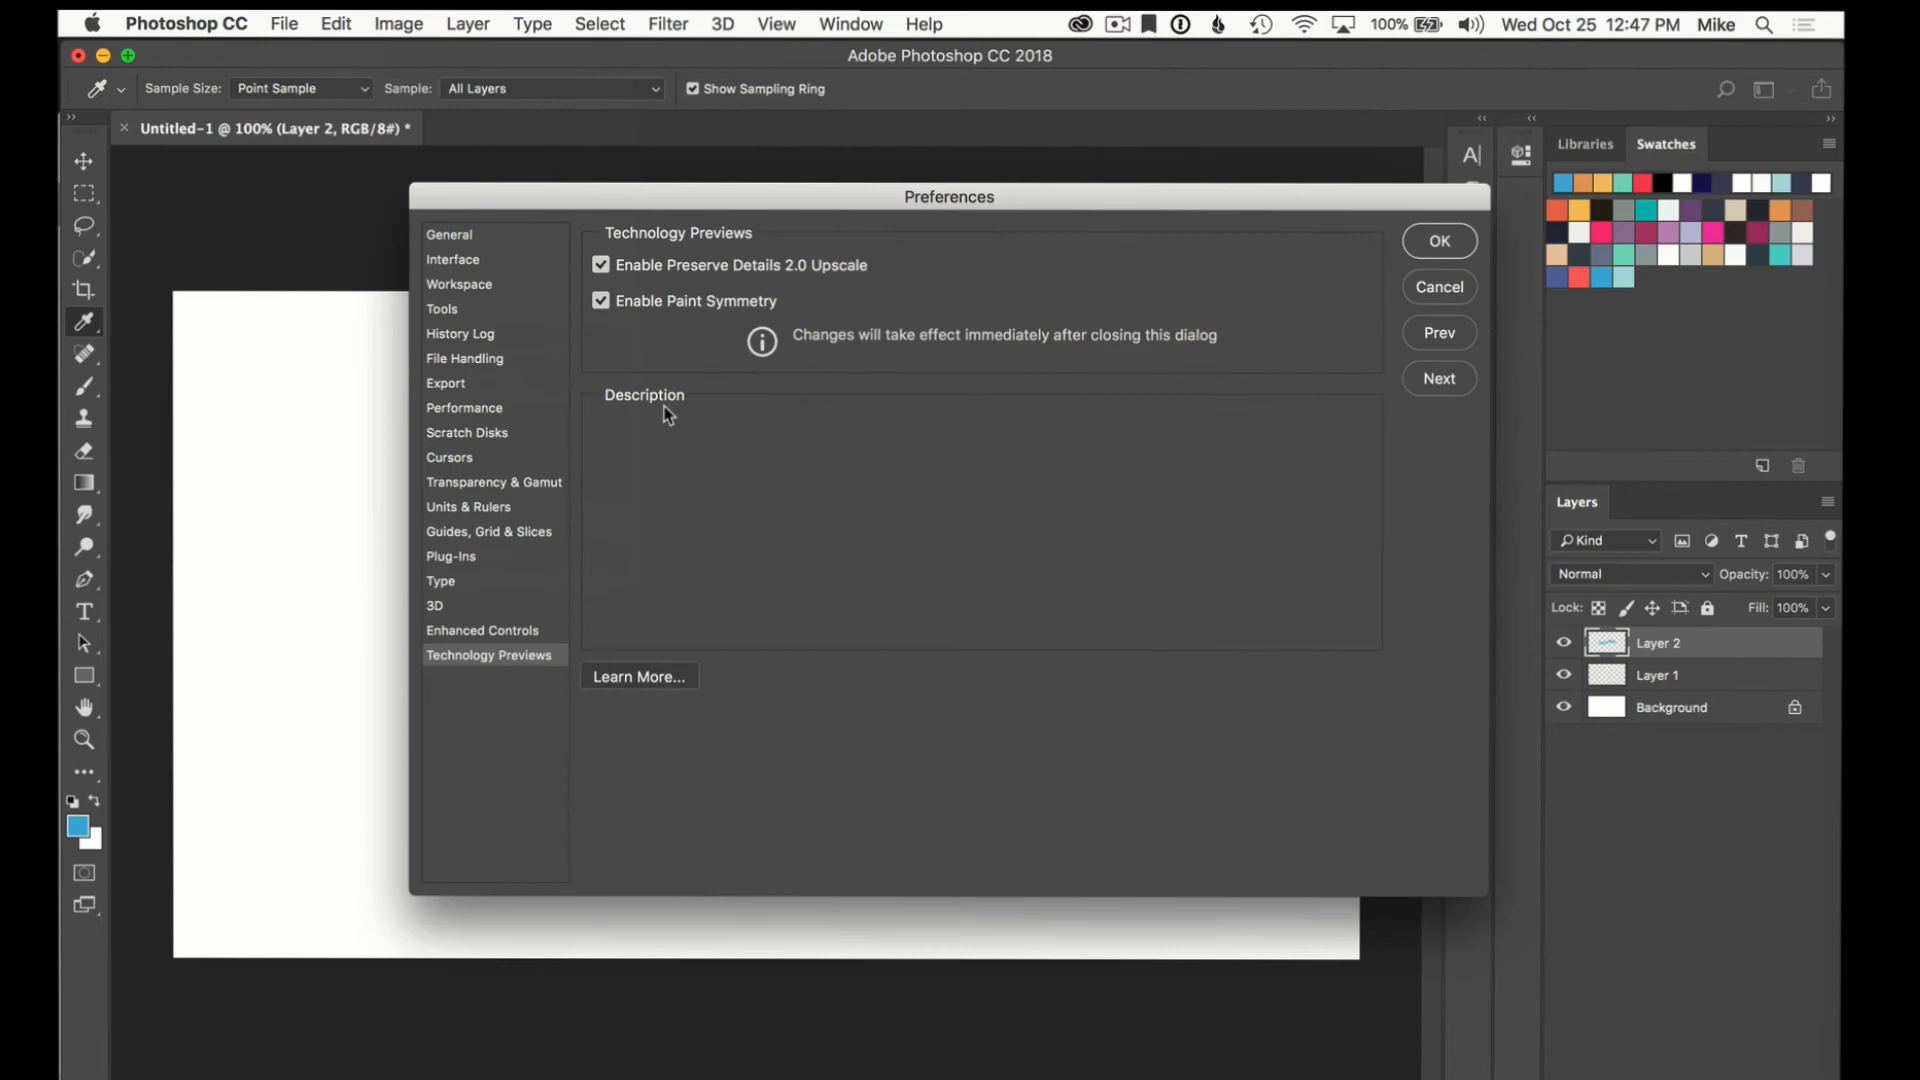 Photoshop CC File Edit Image Layer Type Select Filter 3D View Window Help 100% Wed Oct 25 12:47 PM Mike
Adobe Photoshop CC 2018
Sample Size: Point Sample Sample: All Layers Show Sampling Ring
Untitled-1 @ 100% (Layer 2, RGB/8#) *
Libraries Swatches
Preferences
General
Interface
Workspace
Tools
History Log
File Handling
Export
Performance
Scratch Disks
Cursors
Transparency & Gamut
Units & Rulers
Guides, Grid & Slices
Plug-Ins
Type
3D
Enhanced Controls
Technology Previews
Technology Previews
Enable Preserve Details 2.0 Upscale
Enable Paint Symmetry
Changes will take effect immediately after closing this dialog
Description
Learn More...
OK
Cancel
Prev
Next
Layers
Kind
Normal Opacity: 100%
Lock: Fill: 100%
Layer 2
Layer 1
Background